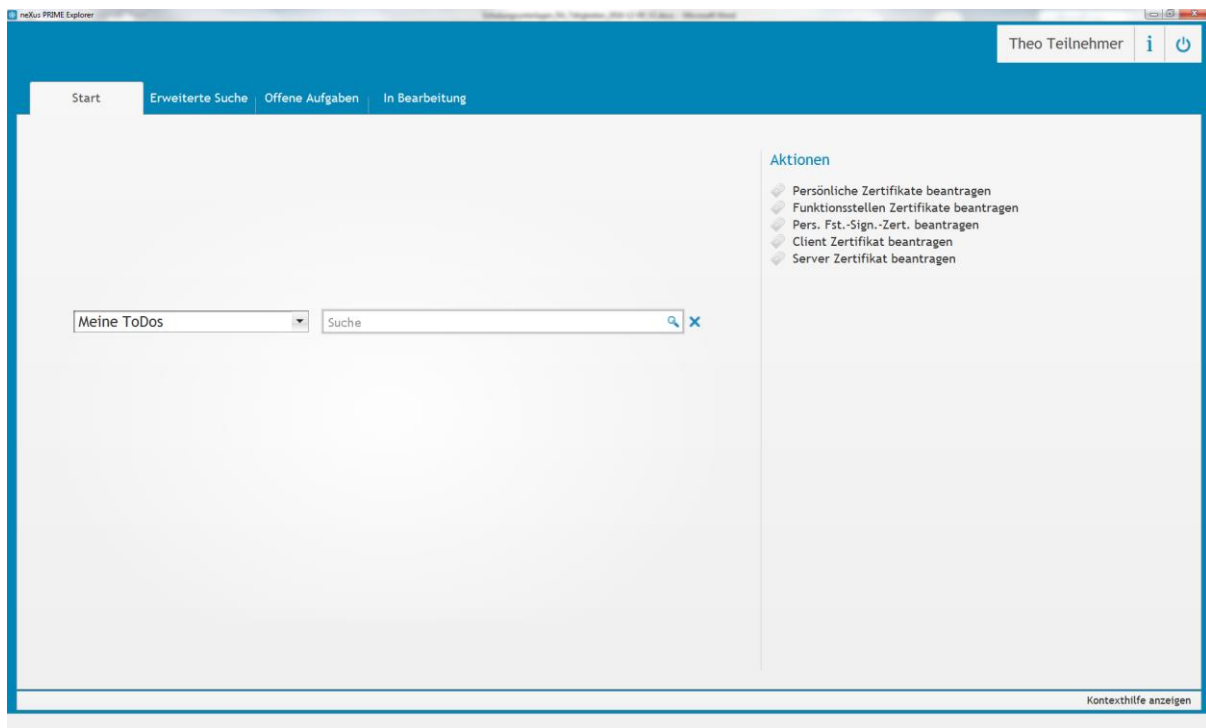 neXus PRIME Explorer
Theo Teilnehmer
i
Start
Erweiterte Suche
Offene Aufgaben
In Bearbeitung
Meine ToDos
Suche
Aktionen
Persönliche Zertifikate beantragen
Funktionsstellen Zertifikate beantragen
Pers. Fst.-Sign.-Zert. beantragen
Client Zertifikat beantragen
Server Zertifikat beantragen
Kontexthilfe anzeigen